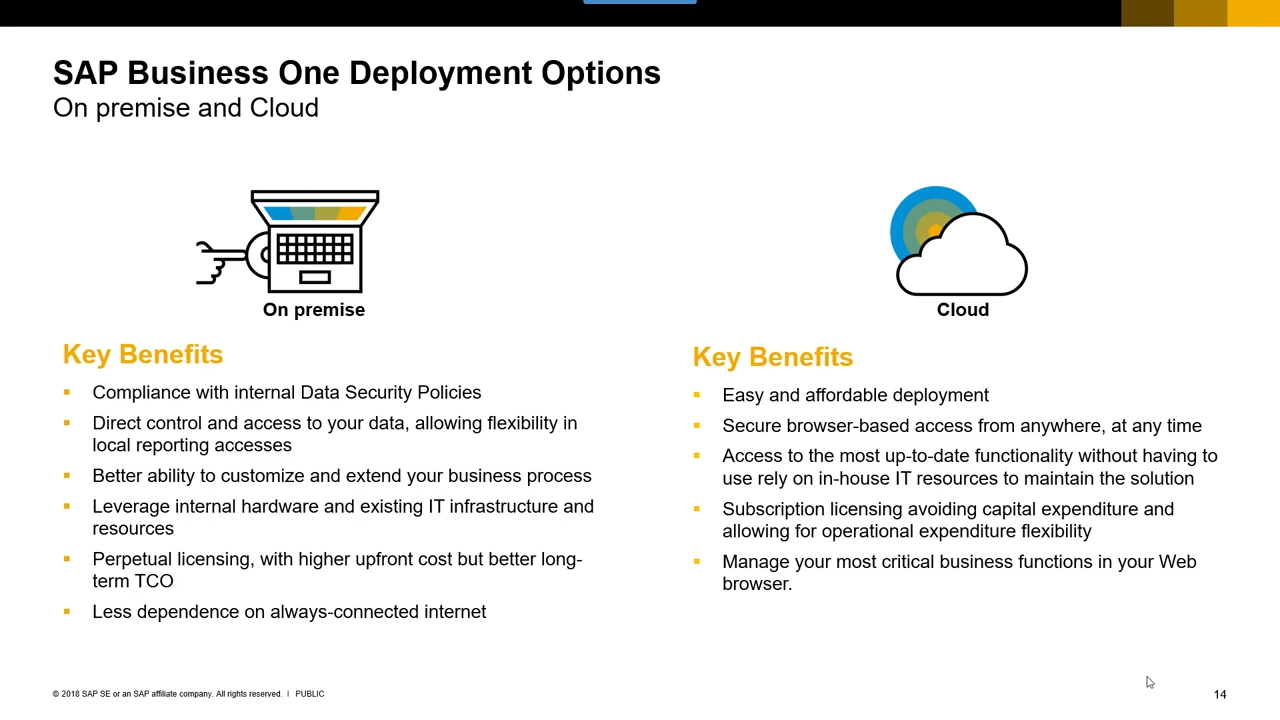 SAP Business One Deployment Options
On premise and Cloud
On premise
Key Benefits
Compliance with internal Data Security Policies
Direct control and access to your data, allowing flexibility in
local reporting accesses
Better ability to customize and extend your business process
Leverage internal hardware and existing IT infrastructure and
resources
Perpetual licensing, with higher upfront cost but better long-
term TCO
Less dependence on always-connected internet
Cloud
Key Benefits
Easy and affordable deployment
Secure browser-based access from anywhere, at any time
Access to the most up-to-date functionality without having to
use rely on in-house IT resources to maintain the solution
Subscription licensing avoiding capital expenditure and
allowing for operational expenditure flexibility
Manage your most critical business functions in your Web
browser.
© 2018 SAP SE or an SAP affiliate company. All rights reserved. | PUBLIC
14